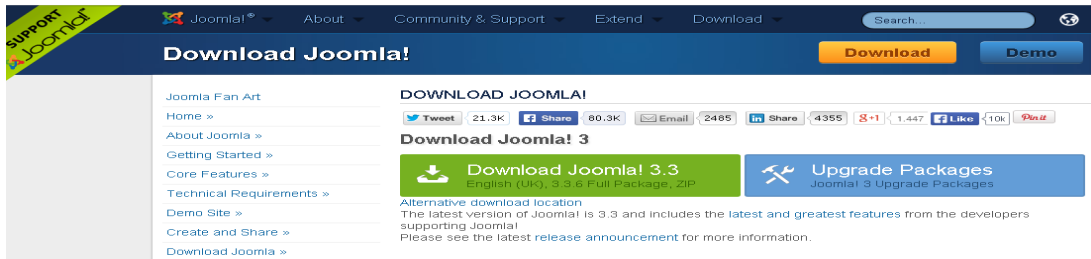 SUPPORT
Joomla!
Joomla!® About Community & Support Extend Download Search...
Download Joomla! Download Demo
Joomla Fan Art
Home »
About Joomla »
Getting Started »
Core Features »
Technical Requirements »
Demo Site »
Create and Share »
Download Joomla »
DOWNLOAD JOOMLA!
Tweet 21.3K Share 80.3K Email 2485 Share 4355 g+1 1,447 Like 10k Pin it
Download Joomla! 3
Download Joomla! 3.3
English (UK), 3.3.6 Full Package, ZIP
Upgrade Packages
Joomla! 3 Upgrade Packages
Alternative download location
The latest version of Joomla! is 3.3 and includes the latest and greatest features from the developers
supporting Joomla!
Please see the latest release announcement for more information.